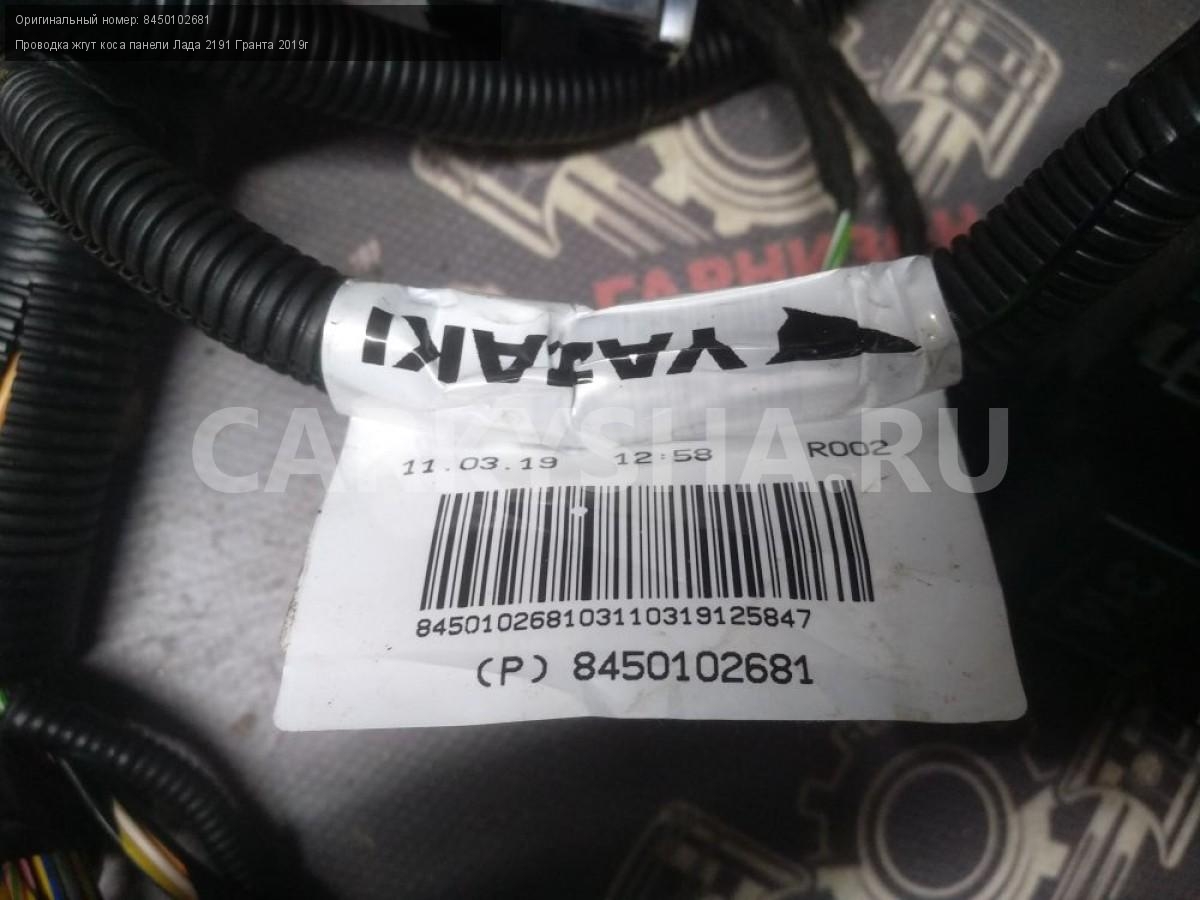 Оригинальный номер: 8450102681
Проводка жгут коса панели Лада 2191 Гранта 2019г
ГАРНИЗОН
YAZAKI
CARKYSHA.RU
11.03.19 12:58 R002
845010268103110319125847
(P) 8450102681